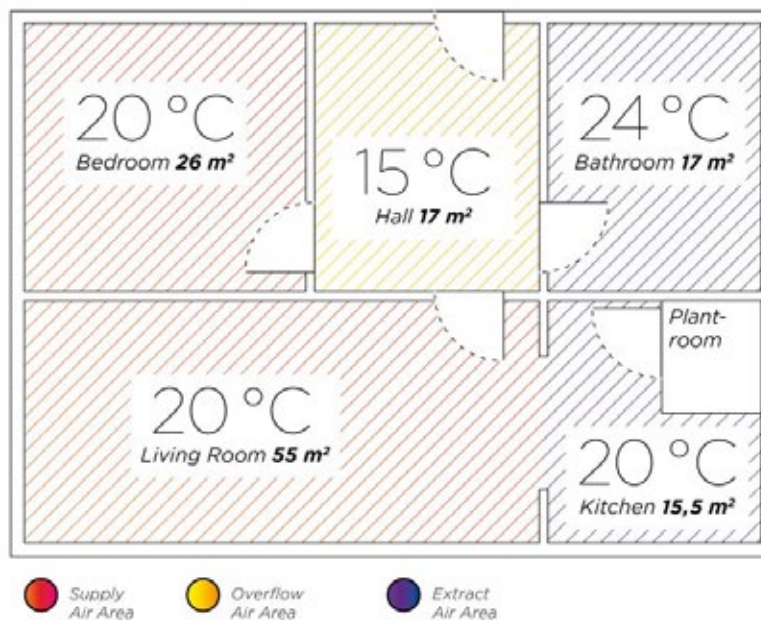 20 °C
Bedroom 26 m²
15 °C
Hall 17 m²
24 °C
Bathroom 17 m²
20 °C
Living Room 55 m²
Plant-
room
20 °C
Kitchen 15,5 m²
Supply
Air Area
Overflow
Air Area
Extract
Air Area